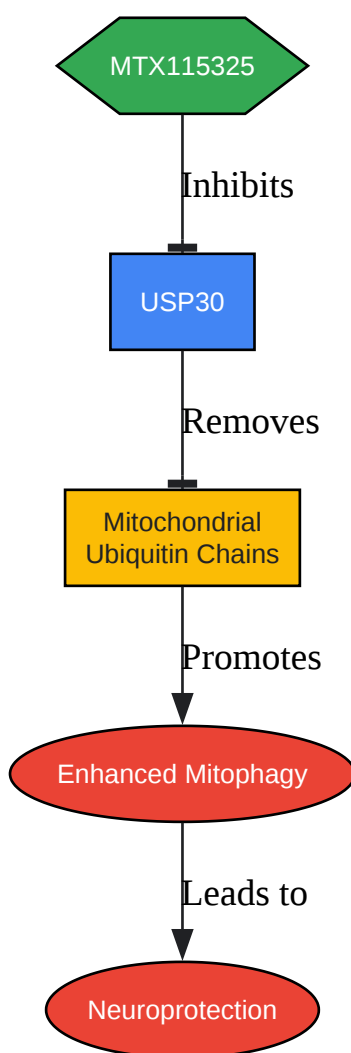 MTX115325
Inhibits
USP30
Removes
Mitochondrial
Ubiquitin Chains
Promotes
Enhanced Mitophagy
Leads to
Neuroprotection